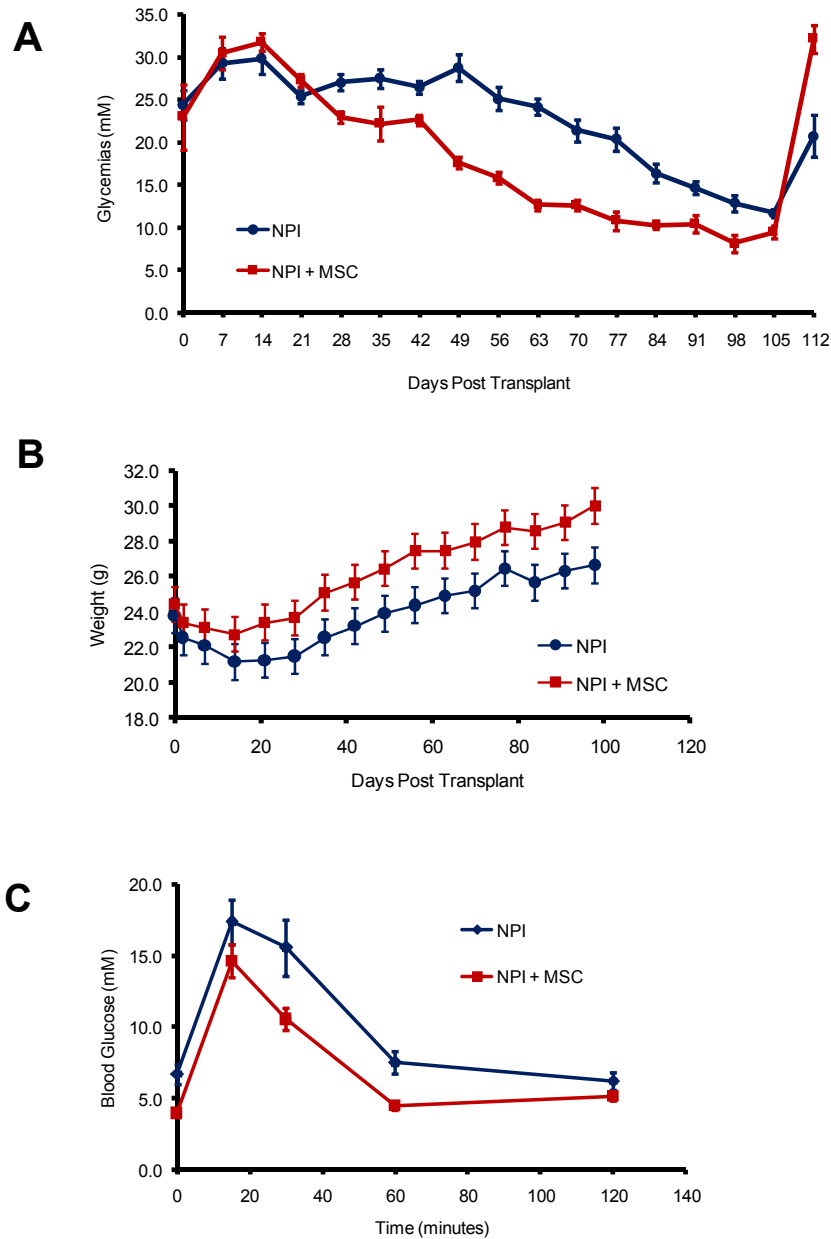 A
35.0
30.0
25.0
20.0
15.0
10.0
5.0
0.0
Glycemias (mM)
NPI
NPI + MSC
0 7 14 21 28 35 42 49 56 63 70 77 84 91 98 105 112
Days Post Transplant
B
32.0
30.0
28.0
26.0
24.0
22.0
20.0
18.0
Weight (g)
NPI
NPI + MSC
0 20 40 60 80 100 120
Days Post Transplant
C
20.0
15.0
10.0
5.0
0.0
Blood Glucose (mM)
NPI
NPI + MSC
0 20 40 60 80 100 120 140
Time (minutes)